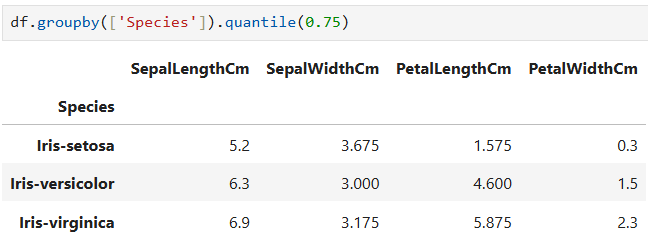 df.groupby(['Species']).quantile(0.75)
SepalLengthCm SepalWidthCm PetalLengthCm PetalWidthCm
Species
Iris-setosa 5.2 3.675 1.575 0.3
Iris-versicolor 6.3 3.000 4.600 1.5
Iris-virginica 6.9 3.175 5.875 2.3